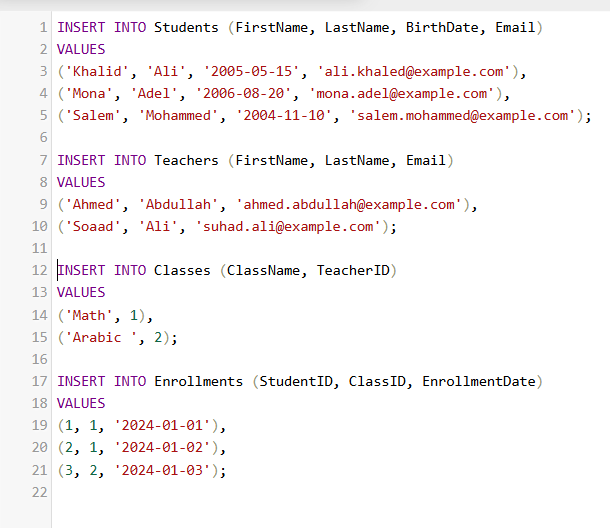 1 INSERT INTO Students (FirstName, LastName, BirthDate, Email)
2 VALUES
3 ('Khalid', 'Ali', '2005-05-15', 'ali.khaled@example.com'),
4 ('Mona', 'Adel', '2006-08-20', 'mona.adel@example.com'),
5 ('Salem', 'Mohammed', '2004-11-10', 'salem.mohammed@example.com');
6
7 INSERT INTO Teachers (FirstName, LastName, Email)
8 VALUES
9 ('Ahmed', 'Abdullah', 'ahmed.abdullah@example.com'),
10 ('Soaad', 'Ali', 'suhad.ali@example.com');
11
12 INSERT INTO Classes (ClassName, TeacherID)
13 VALUES
14 ('Math', 1),
15 ('Arabic ', 2);
16
17 INSERT INTO Enrollments (StudentID, ClassID, EnrollmentDate)
18 VALUES
19 (1, 1, '2024-01-01'),
20 (2, 1, '2024-01-02'),
21 (3, 2, '2024-01-03');
22